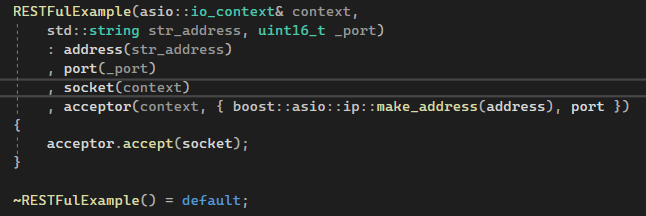 RESTFulExample(asio::io_context& context,
std::string str_address, uint16_t _port)
: address(str_address)
, port(_port)
, socket(context)
, acceptor(context, { boost::asio::ip::make_address(address), port })
{
acceptor.accept(socket);
}
~RESTFulExample() = default;